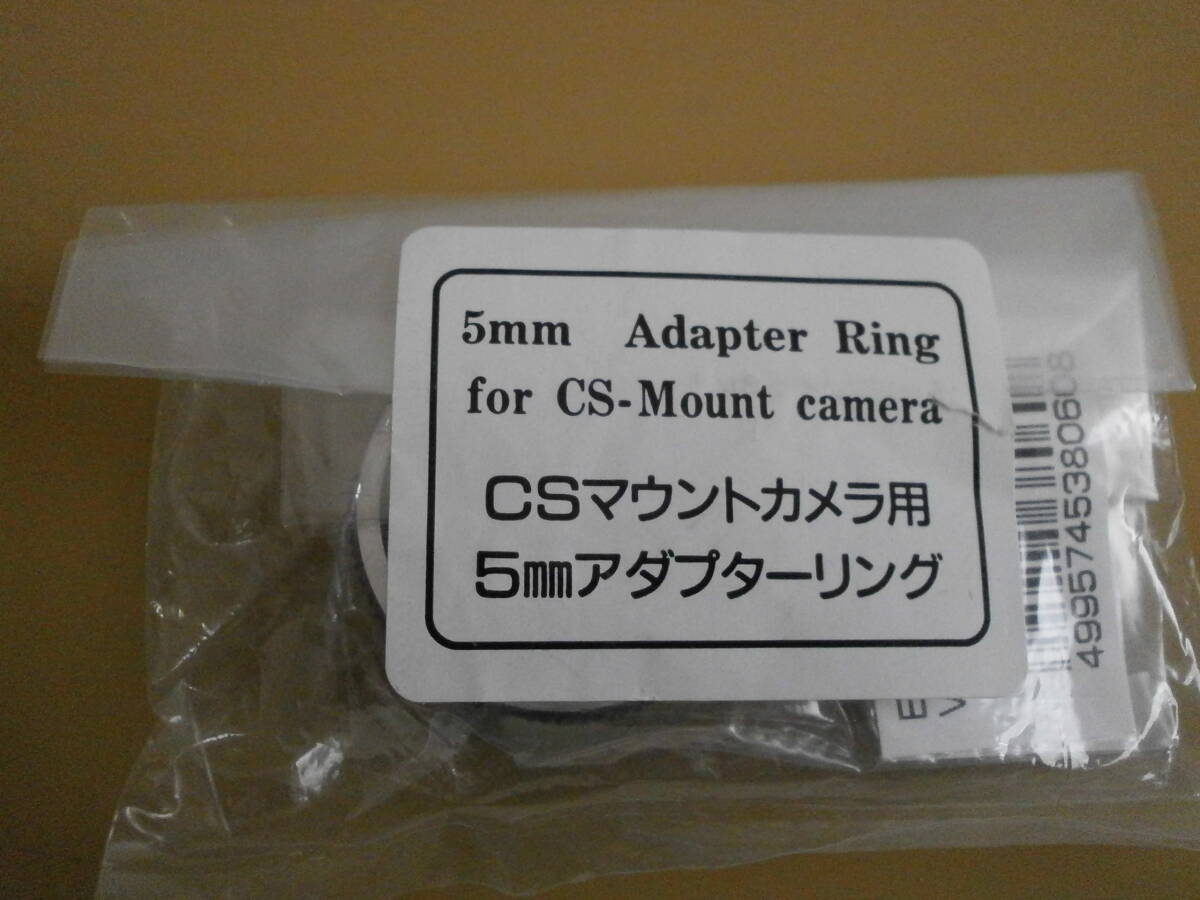 5mm Adapter Ring
for CS-Mount camera
CSマウントカメラ用
5㎜アダプターリング
4995745380608